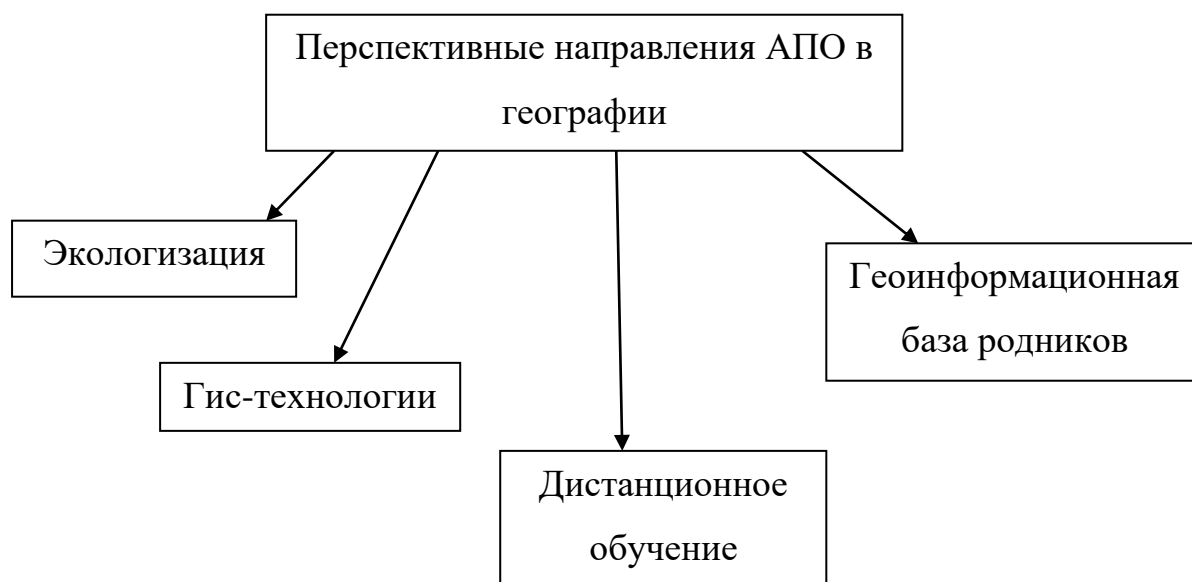 Перспективные направления АПО в
географии
Экологизация
Геоинформационная
база родников
Гис-технологии
Дистанционное
обучение